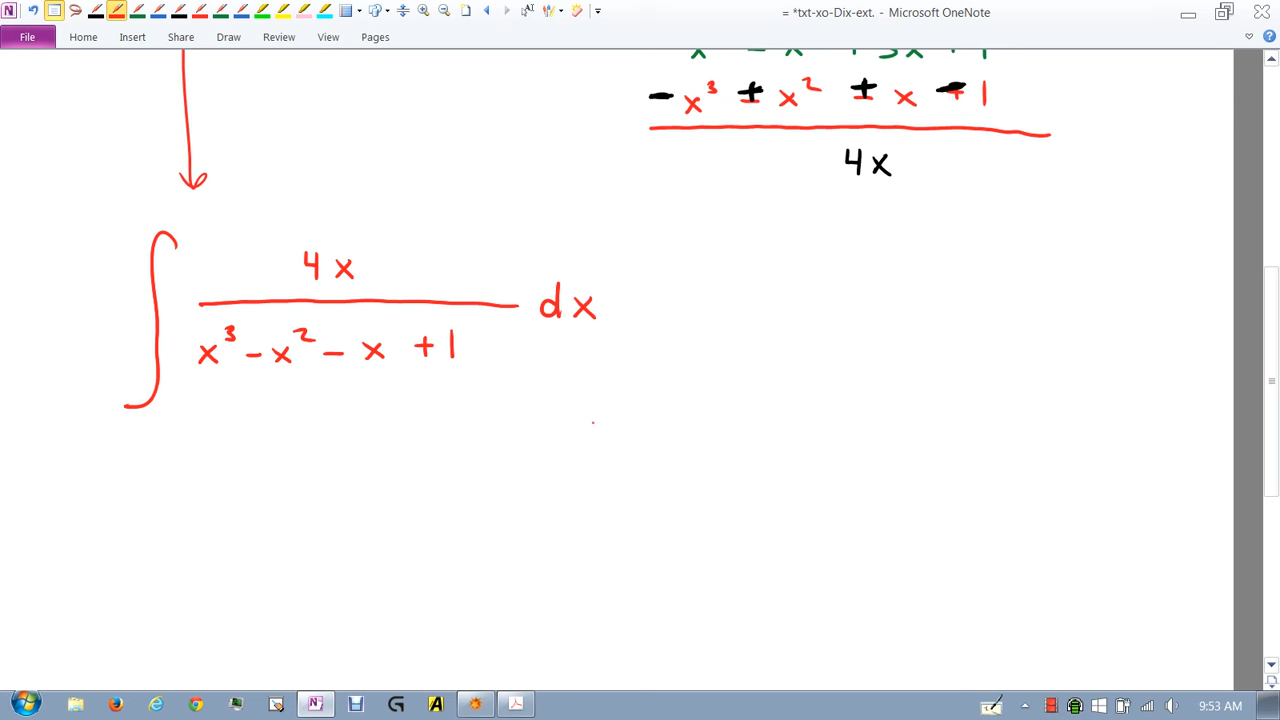 = *txt-xo-Dix-ext. - Microsoft OneNote
File Home Insert Share Draw Review View Pages
- x³ ± x² ± x + 1
4x
∫ 4x / (x³ - x² - x + 1) dx
9:53 AM